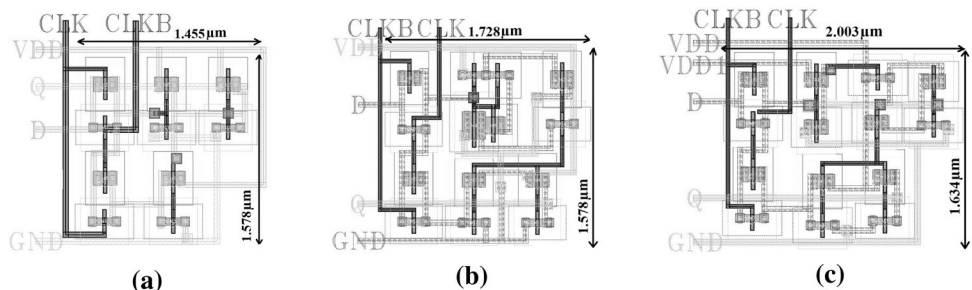 CLK CLKB
1.455µm
VDD
Q
D
GND
1.578µm
(a)
CLKB CLK
1.728µm
VDD
D
Q
GND
1.578µm
(b)
CLKB CLK
2.003µm
VDD
VDD1
D
Q
GND
1.634µm
(c)